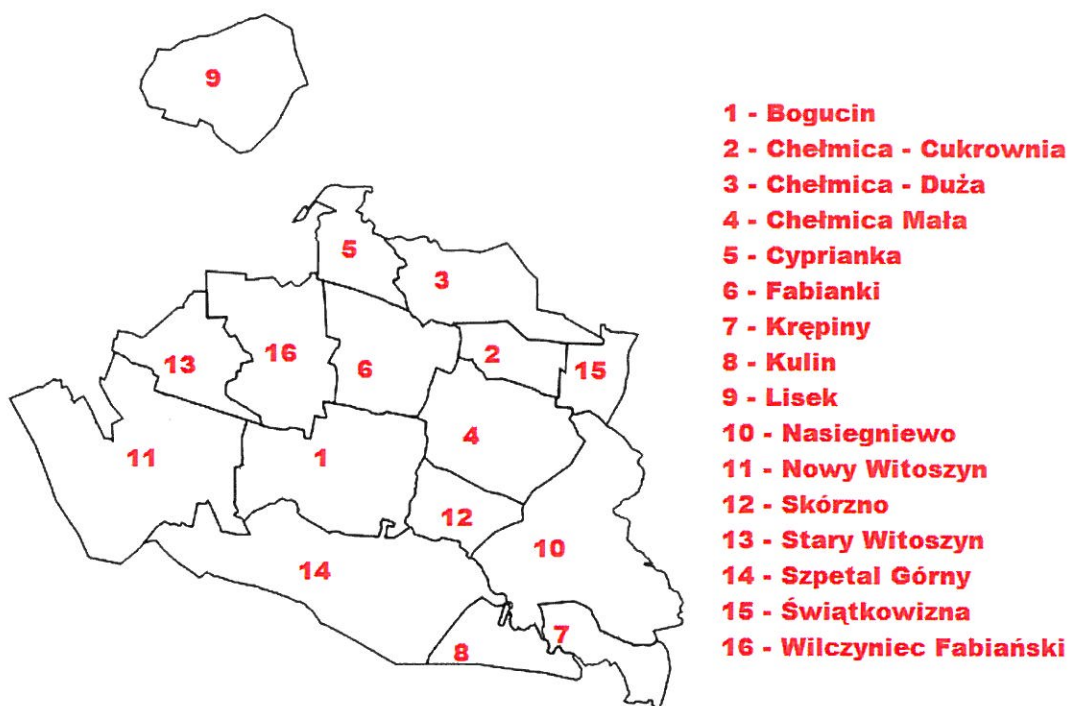 9
5
3
13
16
6
2
15
11
1
4
12
14
10
8
7
1 - Bogucin
2 - Chełmica - Cukrownia
3 - Chełmica - Duża
4 - Chełmica Mała
5 - Cyprianka
6 - Fabianki
7 - Krępiny
8 - Kulin
9 - Lisek
10 - Nasiegniewo
11 - Nowy Witoszyn
12 - Skórzno
13 - Stary Witoszyn
14 - Szpetal Górny
15 - Świątkowizna
16 - Wilczyniec Fabiański